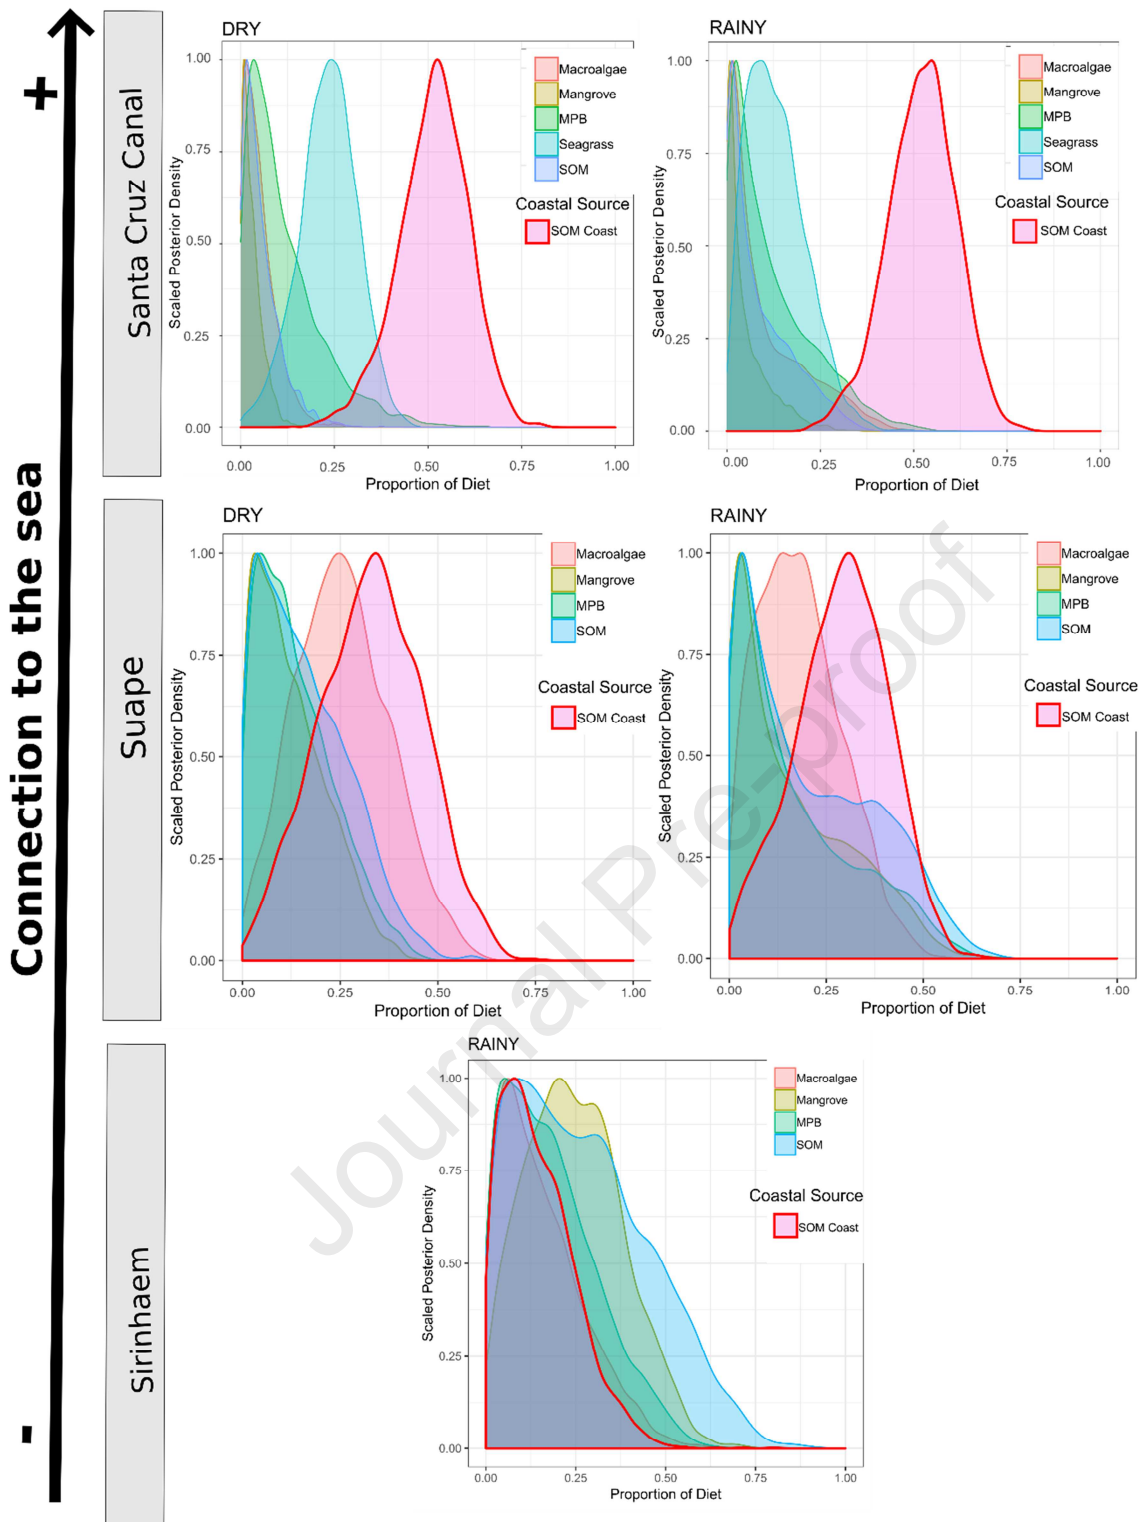 Connection to the sea
+
-
Santa Cruz Canal
DRY
Scaled Posterior Density
1.00
0.75
0.50
0.25
0.00
0.00 0.25 0.50 0.75 1.00
Proportion of Diet
Macroalgae
Mangrove
MPB
Seagrass
SOM
Coastal Source
SOM Coast
RAINY
Scaled Posterior Density
1.00
0.75
0.50
0.25
0.00
0.00 0.25 0.50 0.75 1.00
Proportion of Diet
Macroalgae
Mangrove
MPB
Seagrass
SOM
Coastal Source
SOM Coast
Suape
DRY
Scaled Posterior Density
1.00
0.75
0.50
0.25
0.00
0.00 0.25 0.50 0.75 1.00
Proportion of Diet
Macroalgae
Mangrove
MPB
SOM
Coastal Source
SOM Coast
RAINY
Scaled Posterior Density
1.00
0.75
0.50
0.25
0.00
0.00 0.25 0.50 0.75 1.00
Proportion of Diet
Macroalgae
Mangrove
MPB
SOM
Coastal Source
SOM Coast
Sirinhaem
RAINY
Scaled Posterior Density
1.00
0.75
0.50
0.25
0.00
0.00 0.25 0.50 0.75 1.00
Proportion of Diet
Macroalgae
Mangrove
MPB
SOM
Coastal Source
SOM Coast
Journal Pre-proof